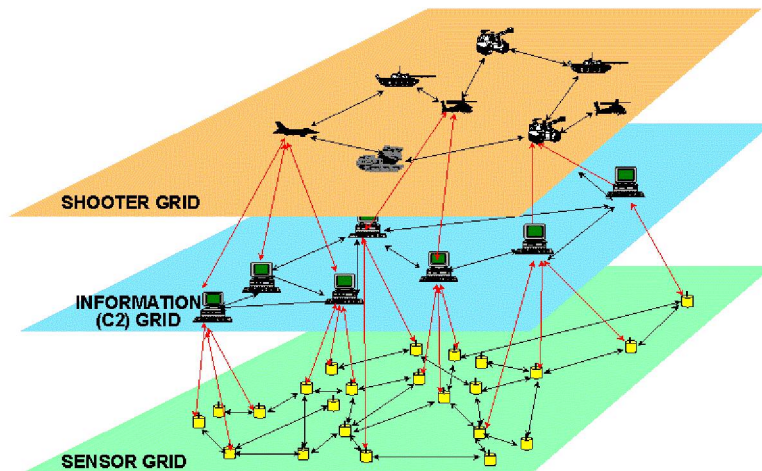 SHOOTER GRID
INFORMATION
(C2) GRID
SENSOR GRID